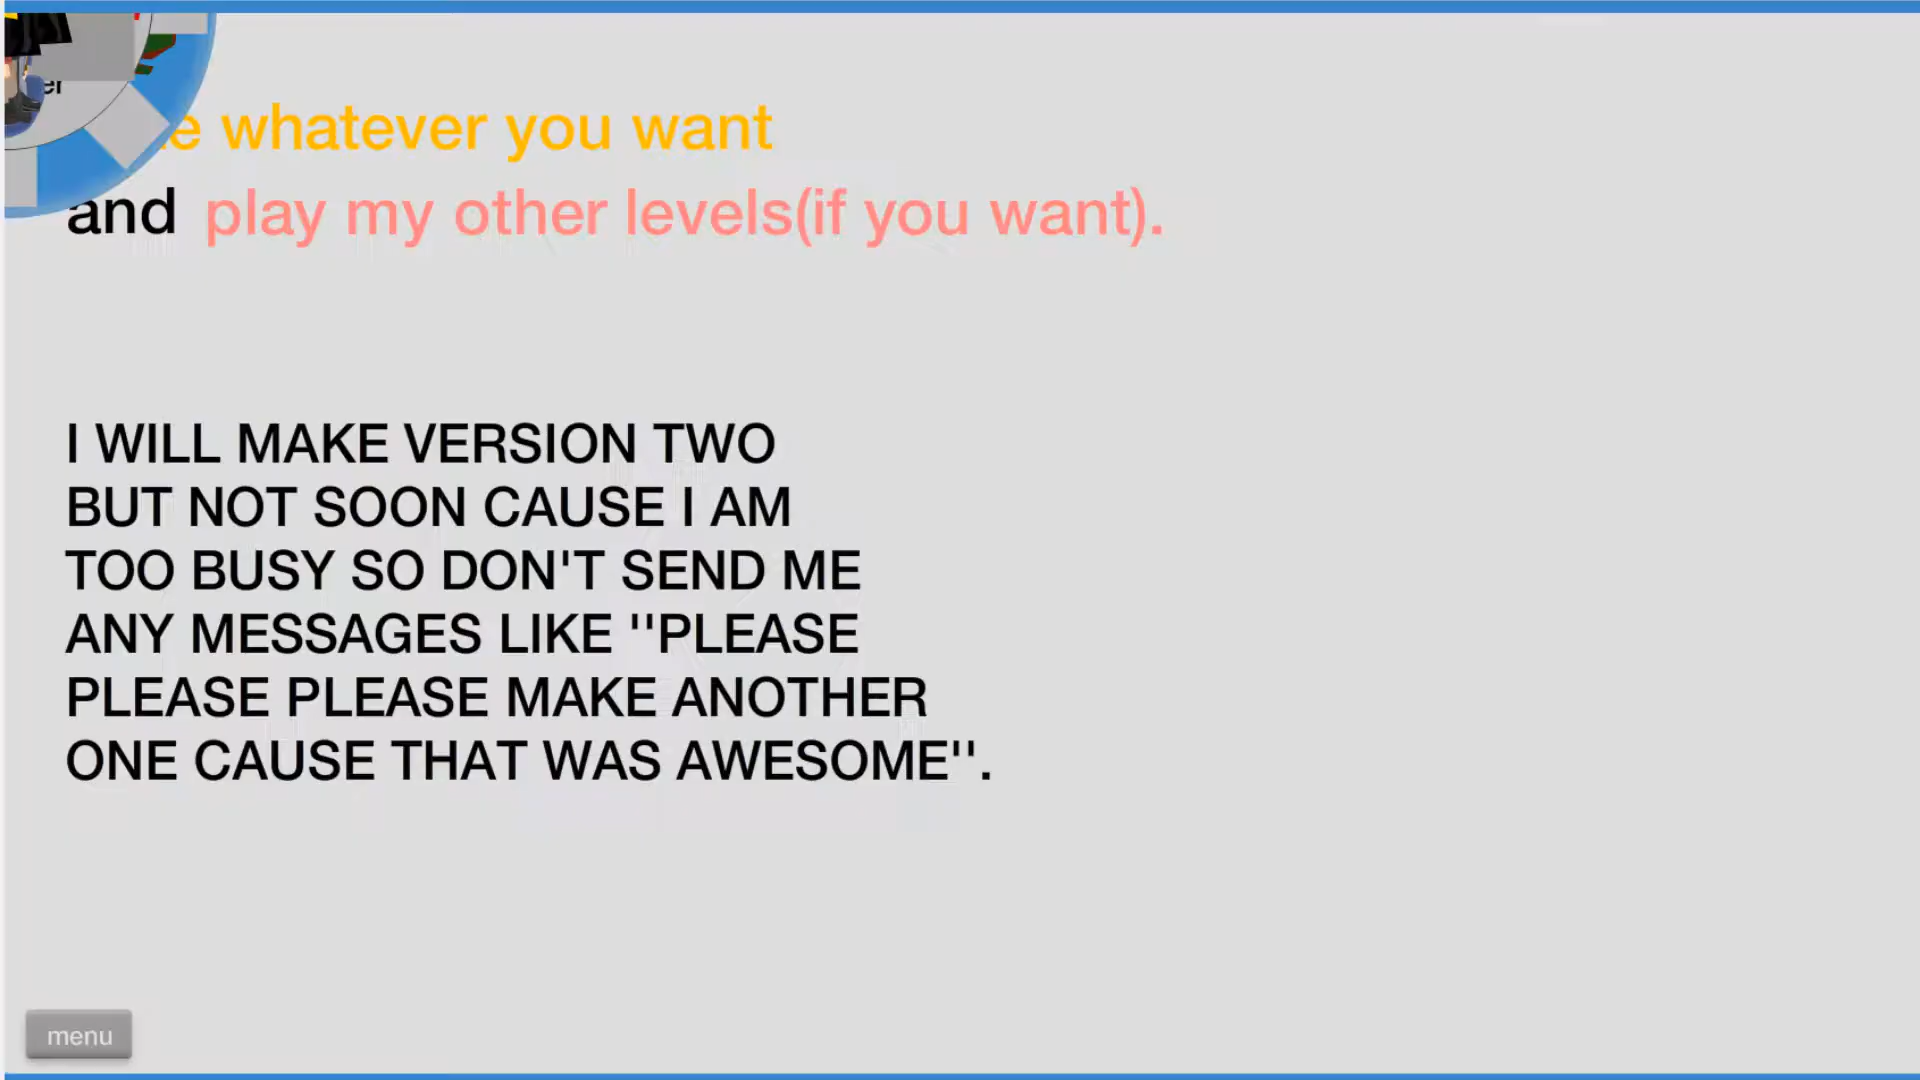 whatever you want
and play my other levels(if you want).
I WILL MAKE VERSION TWO
BUT NOT SOON CAUSE I AM
TOO BUSY SO DON'T SEND ME
ANY MESSAGES LIKE ''PLEASE
PLEASE PLEASE MAKE ANOTHER
ONE CAUSE THAT WAS AWESOME''.
menu